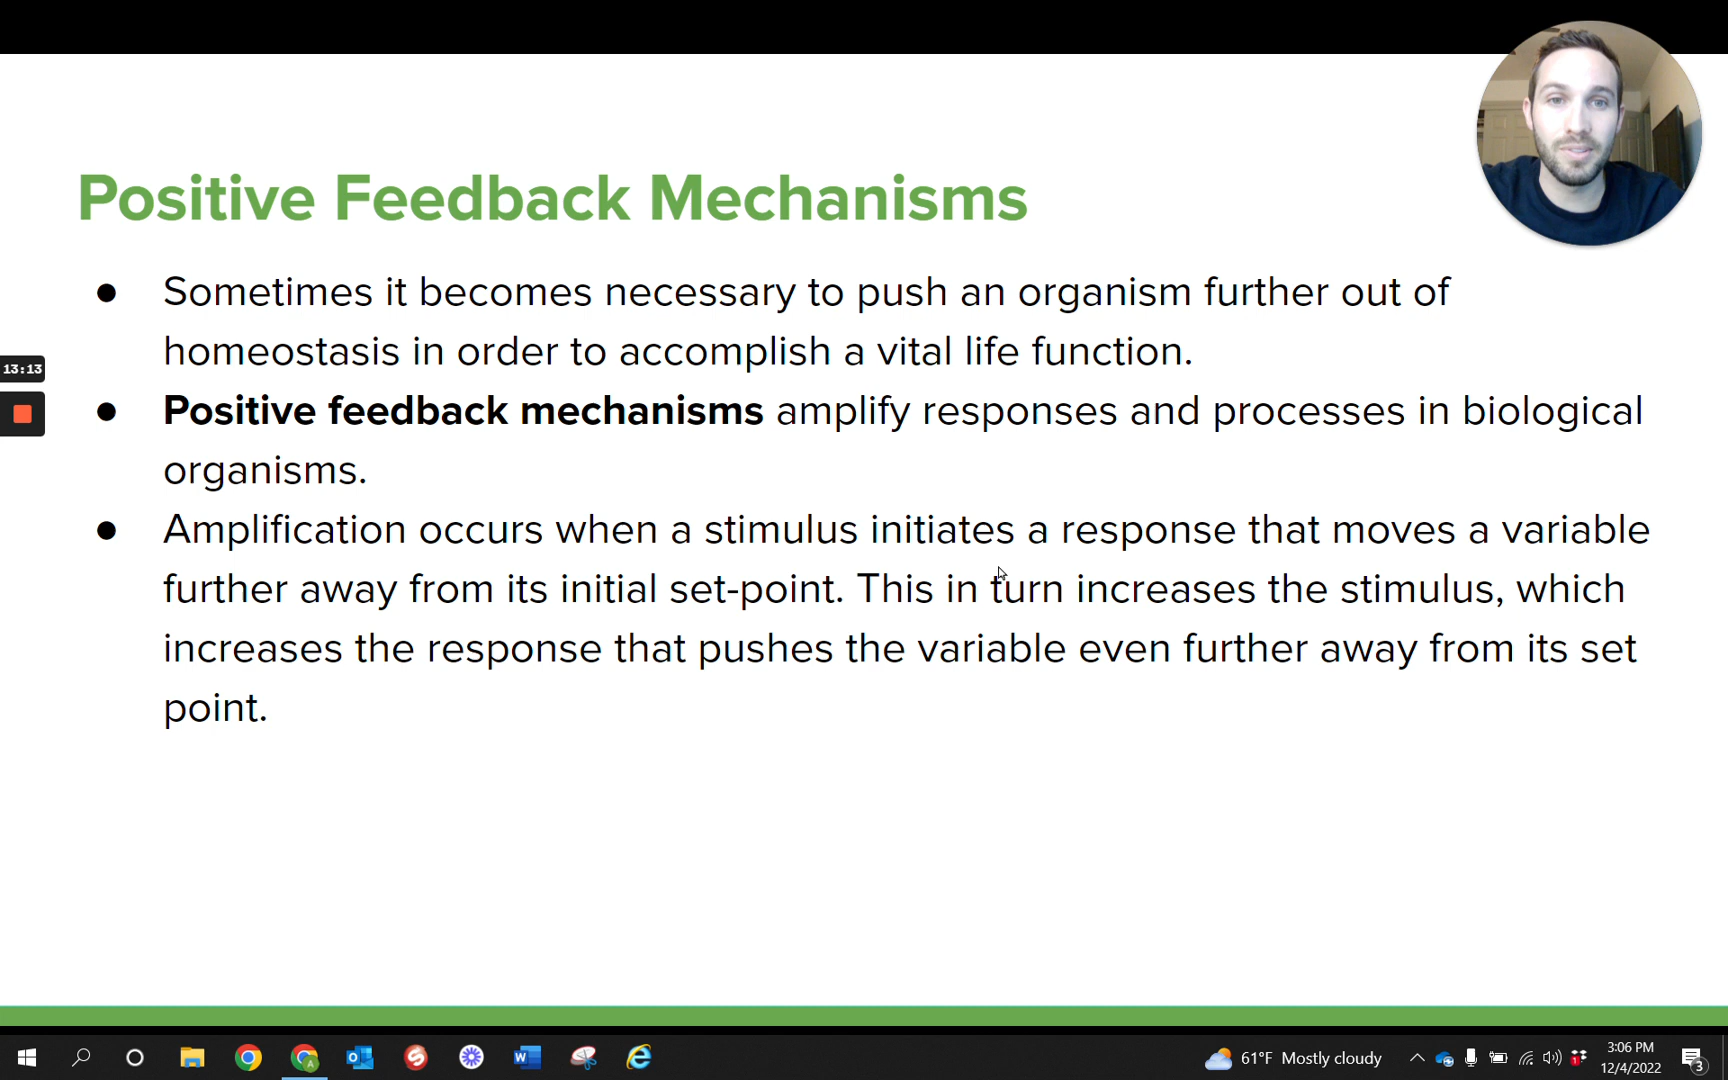 Positive Feedback Mechanisms
● Sometimes it becomes necessary to push an organism further out of
homeostasis in order to accomplish a vital life function.
13:13
● Positive feedback mechanisms amplify responses and processes in biological
organisms.
● Amplification occurs when a stimulus initiates a response that moves a variable
further away from its initial set-point. This in turn increases the stimulus, which
increases the response that pushes the variable even further away from its set
point.
61°F Mostly cloudy
3:06 PM
12/4/2022
3